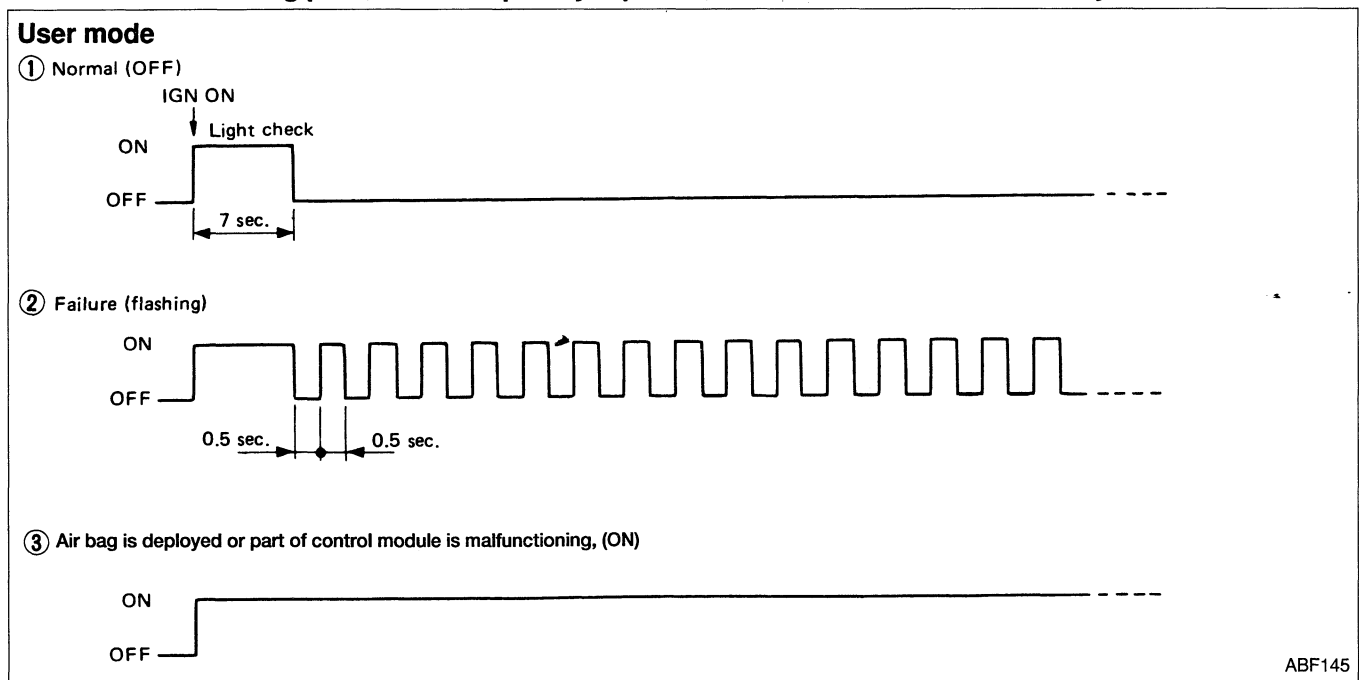 User mode
① Normal (OFF)
IGN ON
Light check
ON
OFF
7 sec.
② Failure (flashing)
ON
OFF
0.5 sec. 0.5 sec.
③ Air bag is deployed or part of control module is malfunctioning, (ON)
ON
OFF
ABF145